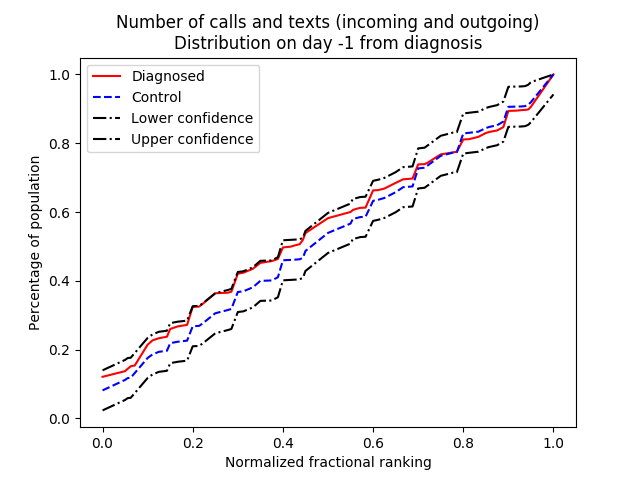 Number of calls and texts (incoming and outgoing)
Distribution on day -1 from diagnosis
Diagnosed
Control
Lower confidence
Upper confidence
Percentage of population
1.0
0.8
0.6
0.4
0.2
0.0
0.0 0.2 0.4 0.6 0.8 1.0
Normalized fractional ranking